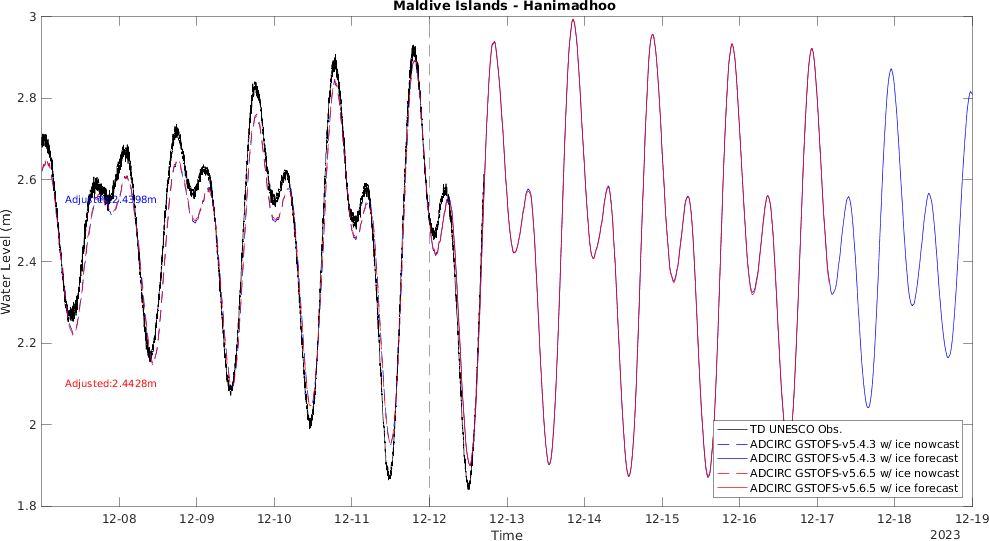 Maldive Islands - Hanimadhoo
Water Level (m)
3
2.8
2.6
2.4
2.2
2
1.8
Adjusted:2.4398m
Adjusted:2.4428m
TD UNESCO Obs.
ADCIRC GSTOFS-v5.4.3 w/ ice nowcast
ADCIRC GSTOFS-v5.4.3 w/ ice forecast
ADCIRC GSTOFS-v5.6.5 w/ ice nowcast
ADCIRC GSTOFS-v5.6.5 w/ ice forecast
12-08 12-09 12-10 12-11 12-12 12-13 12-14 12-15 12-16 12-17 12-18 12-19
Time
2023